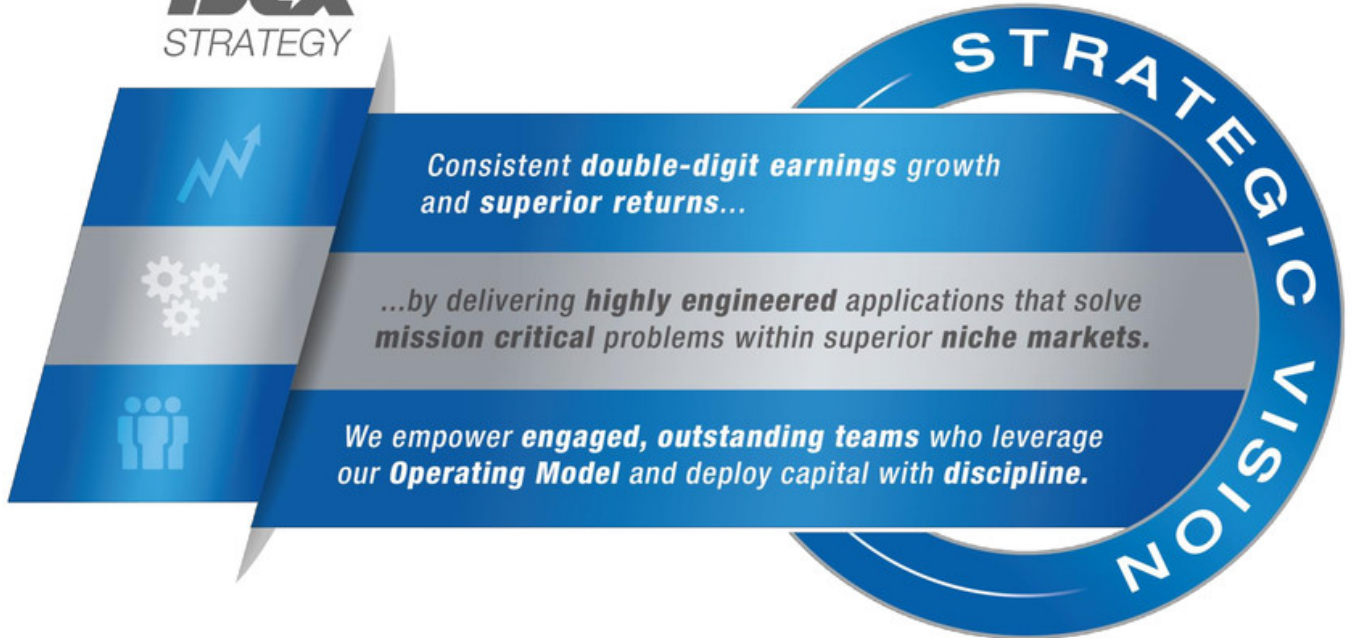 IDEX
STRATEGY
STRATEGIC VISION
Consistent double-digit earnings growth
and superior returns...
...by delivering highly engineered applications that solve
mission critical problems within superior niche markets.
We empower engaged, outstanding teams who leverage
our Operating Model and deploy capital with discipline.